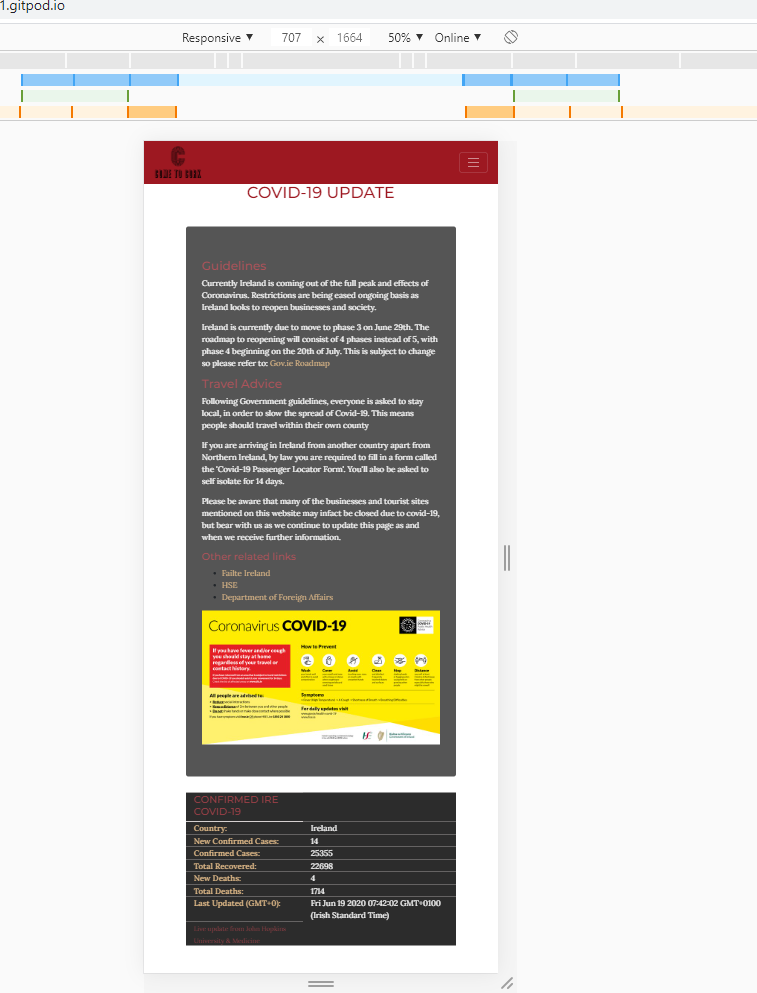 1.gitpod.io
Responsive ▼ 707 x 1664 50% ▼ Online ▼
C
COME TO CORK
COVID-19 UPDATE
Guidelines
Currently Ireland is coming out of the full peak and effects of
Coronavirus. Restrictions are being eased ongoing basis as
Ireland looks to reopen businesses and society.
Ireland is currently due to move to phase 3 on June 29th. The
roadmap to reopening will consist of 4 phases instead of 5, with
phase 4 beginning on the 20th of July. This is subject to change
so please refer to: Gov.ie Roadmap
Travel Advice
Following Government guidelines, everyone is asked to stay
local, in order to slow the spread of Covid-19. This means
people should travel within their own county
If you are arriving in Ireland from another country apart from
Northern Ireland, by law you are required to fill in a form called
the 'Covid-19 Passenger Locator Form'. You'll also be asked to
self isolate for 14 days.
Please be aware that many of the businesses and tourist sites
mentioned on this website may infact be closed due to covid-19,
but bear with us as we continue to update this page as and
when we receive further information.
Other related links
Failte Ireland
HSE
Department of Foreign Affairs
Coronavirus COVID-19
If you have fever and/or cough
you should stay at home
regardless of your travel or
contact history.
How to Prevent
Wash Cover Avoid Clean Stop Distance
All people are advised to:
Symptoms
For daily updates visit
CONFIRMED IRE
COVID-19
Country: Ireland
New Confirmed Cases: 14
Confirmed Cases: 25355
Total Recovered: 22698
New Deaths: 4
Total Deaths: 1714
Last Updated (GMT+0): Fri Jun 19 2020 07:42:02 GMT+0100
(Irish Standard Time)
Live update from John Hopkins
University & Medicine